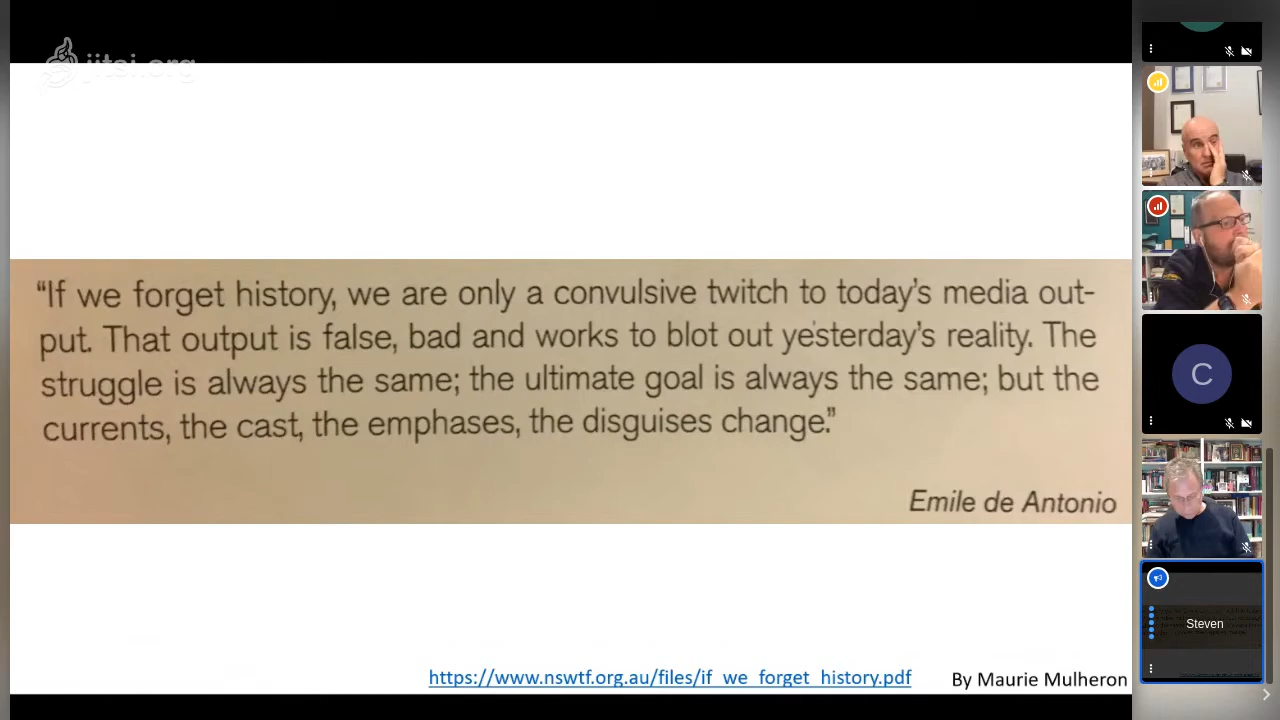 jitsi.org
“If we forget history, we are only a convulsive twitch to today’s media out-
put. That output is false, bad and works to blot out yesterday’s reality. The
struggle is always the same; the ultimate goal is always the same; but the
currents, the cast, the emphases, the disguises change.”
Emile de Antonio
https://www.nswtf.org.au/files/if_we_forget_history.pdf
By Maurie Mulheron
C
Steven